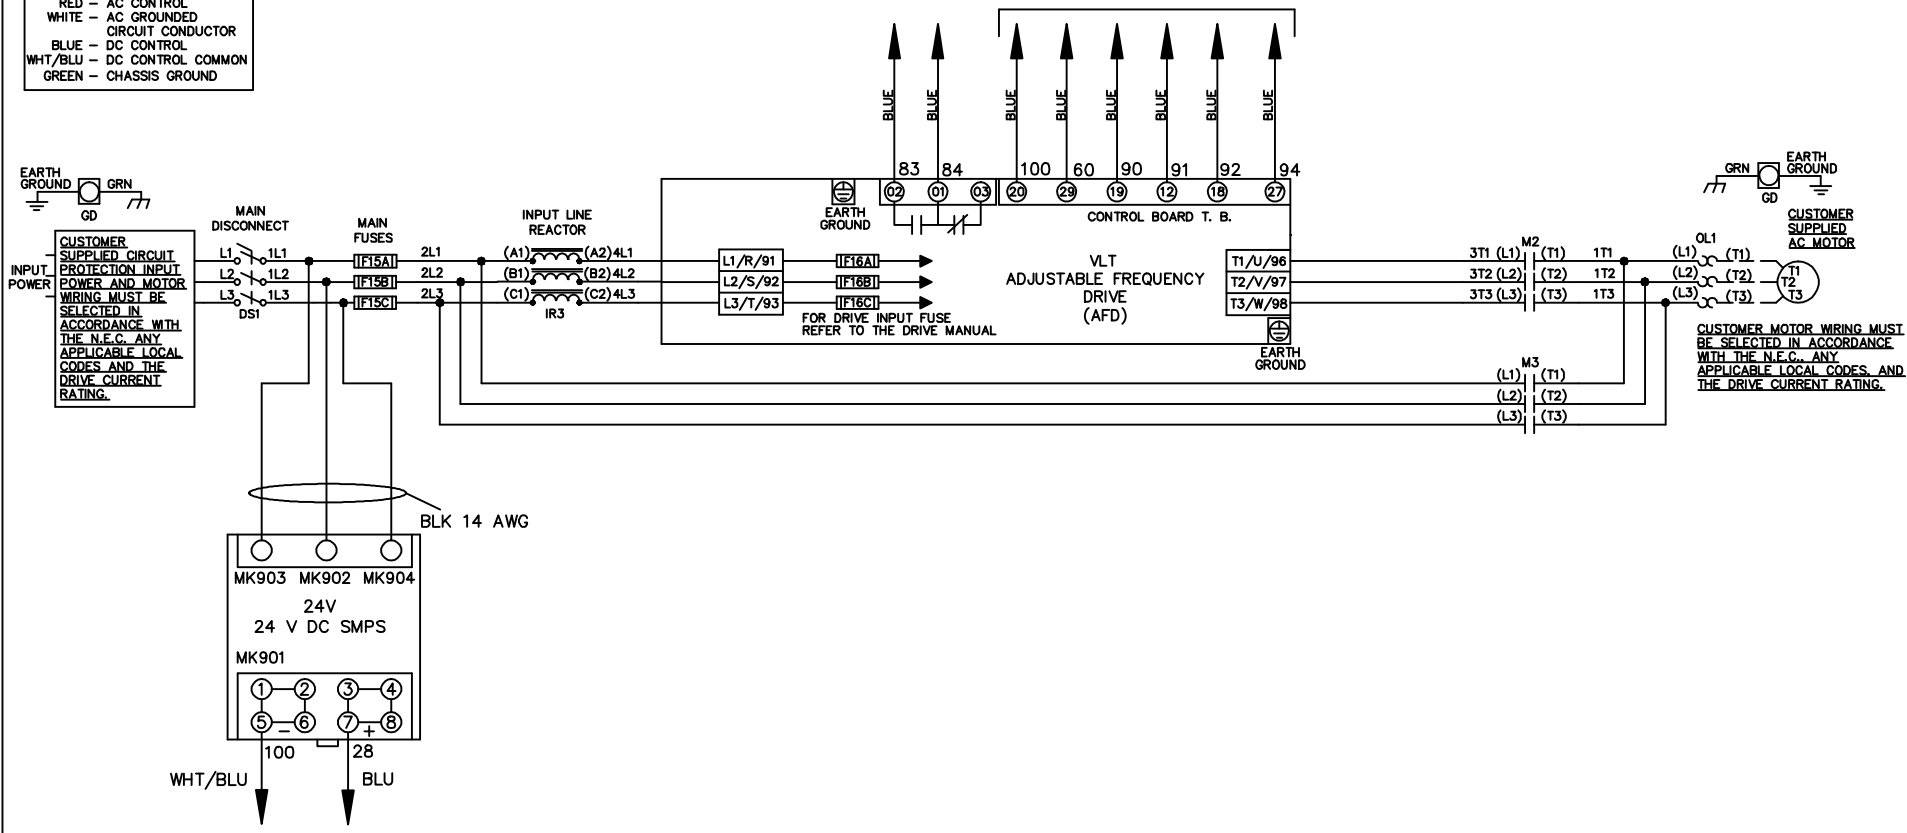 RED – AC CONTROL
WHITE – AC GROUNDED
CIRCUIT CONDUCTOR
BLUE – DC CONTROL
WHT/BLU – DC CONTROL COMMON
GREEN – CHASSIS GROUND
BLUE
BLUE
BLUE
BLUE
BLUE
BLUE
BLUE
BLUE
83
84
100
60
90
91
92
94
02
01
03
20
29
19
12
18
27
EARTH
GROUND
CONTROL BOARD T. B.
EARTH
GROUND
GRN
GD
INPUT
POWER
CUSTOMER
SUPPLIED CIRCUIT
PROTECTION INPUT
POWER AND MOTOR
WIRING MUST BE
SELECTED IN
ACCORDANCE WITH
THE N.E.C. ANY
APPLICABLE LOCAL
CODES AND THE
DRIVE CURRENT
RATING.
MAIN
DISCONNECT
L1 1L1
L2 1L2
L3 1L3
DS1
MAIN
FUSES
F15A
F15B
F15C
2L1
2L2
2L3
INPUT LINE
REACTOR
(A1) (A2) 4L1
(B1) (B2) 4L2
(C1) (C2) 4L3
IR3
L1/R/91
L2/S/92
L3/T/93
F16A
F16B
F16C
FOR DRIVE INPUT FUSE
REFER TO THE DRIVE MANUAL
VLT
ADJUSTABLE FREQUENCY
DRIVE
(AFD)
T1/U/96
T2/V/97
T3/W/98
EARTH
GROUND
M2
3T1 (L1) (T1) 1T1
3T2 (L2) (T2) 1T2
3T3 (L3) (T3) 1T3
M3
(L1) (T1)
(L2) (T2)
(L3) (T3)
OL1
(L1) (T1)
(L2) (T2)
(L3) (T3)
T1
T2
T3
GRN
EARTH
GROUND
GD
CUSTOMER
SUPPLIED
AC MOTOR
CUSTOMER MOTOR WIRING MUST
BE SELECTED IN ACCORDANCE
WITH THE N.E.C., ANY
APPLICABLE LOCAL CODES, AND
THE DRIVE CURRENT RATING.
BLK 14 AWG
MK903 MK902 MK904
24V
24 V DC SMPS
MK901
1 2 3 4
5 6 7 8
– +
100
28
WHT/BLU
BLU